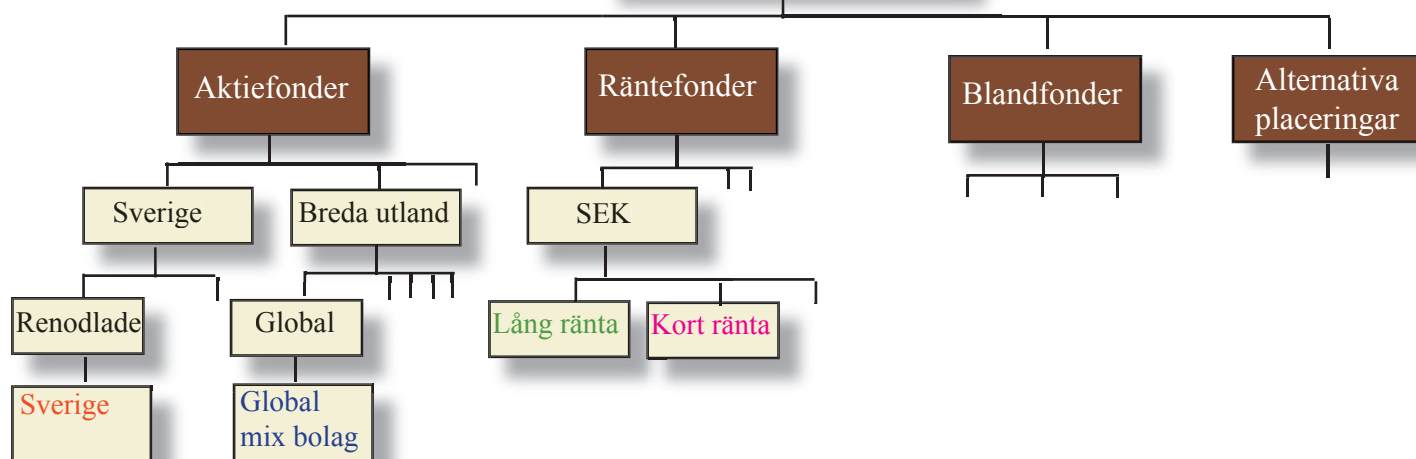 Aktiefonder
Räntefonder
Blandfonder
Alternativa
placeringar
Sverige
Breda utland
SEK
Renodlade
Global
Lång ränta
Kort ränta
Sverige
Global
mix bolag